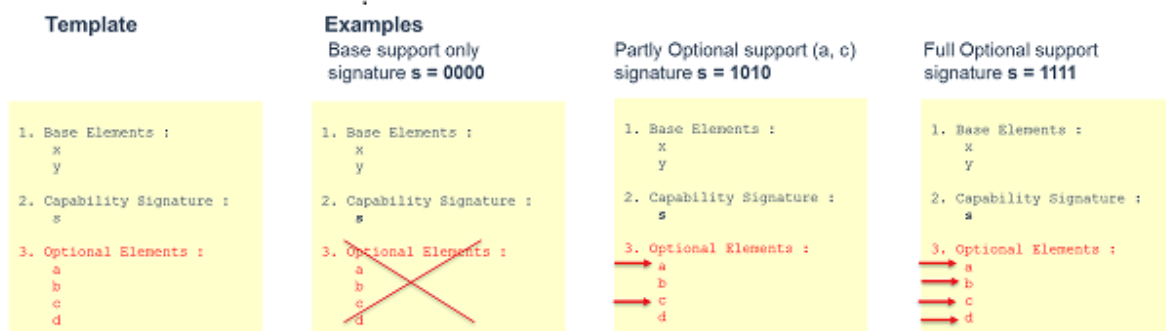 Template
Examples
Base support only
signature s = 0000
Partly Optional support (a, c)
signature s = 1010
Full Optional support
signature s = 1111
1. Base Elements :
x
y
2. Capability Signature :
s
3. Optional Elements :
a
b
c
d
1. Base Elements :
x
y
2. Capability Signature :
s
3. Optional Elements :
a
b
c
d
1. Base Elements :
x
y
2. Capability Signature :
s
3. Optional Elements :
a
b
c
d
1. Base Elements :
x
y
2. Capability Signature :
s
3. Optional Elements :
a
b
c
d